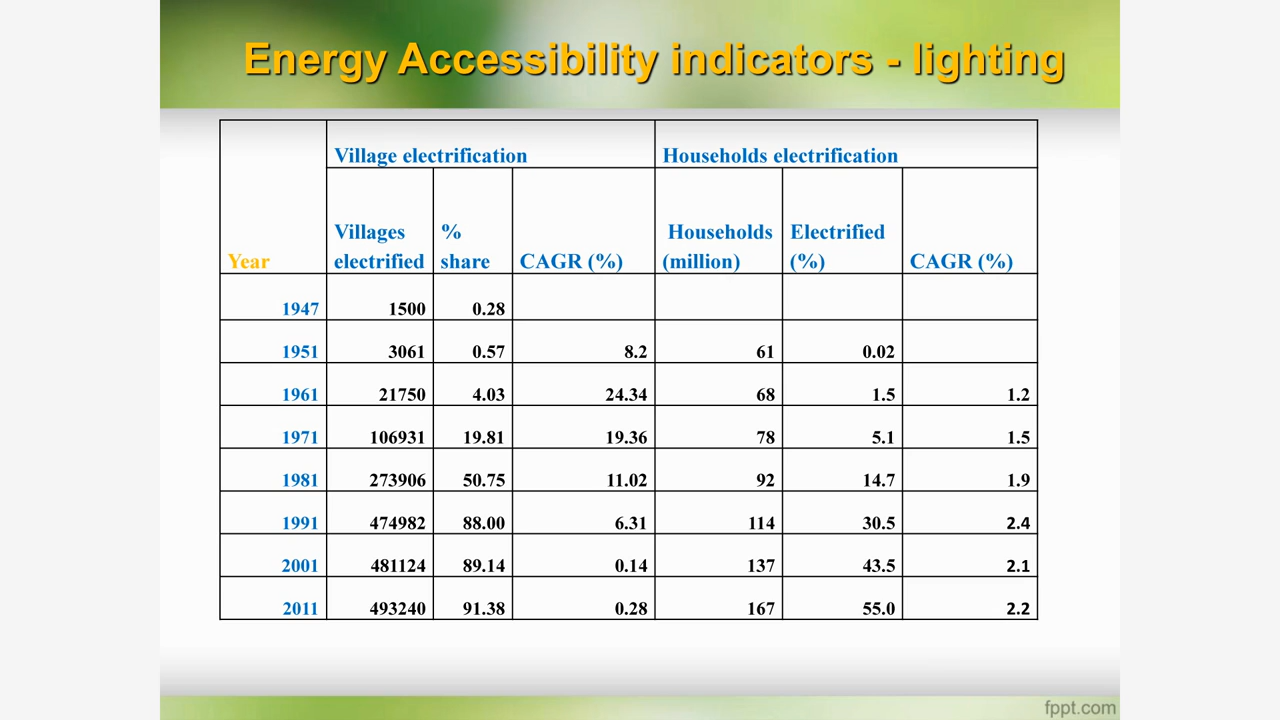 Energy Accessibility indicators - lighting
Village electrification Households electrification
Year Villages electrified % share CAGR (%) Households (million) Electrified (%) CAGR (%)
1947 1500 0.28
1951 3061 0.57 8.2 61 0.02
1961 21750 4.03 24.34 68 1.5 1.2
1971 106931 19.81 19.36 78 5.1 1.5
1981 273906 50.75 11.02 92 14.7 1.9
1991 474982 88.00 6.31 114 30.5 2.4
2001 481124 89.14 0.14 137 43.5 2.1
2011 493240 91.38 0.28 167 55.0 2.2
fppt.com